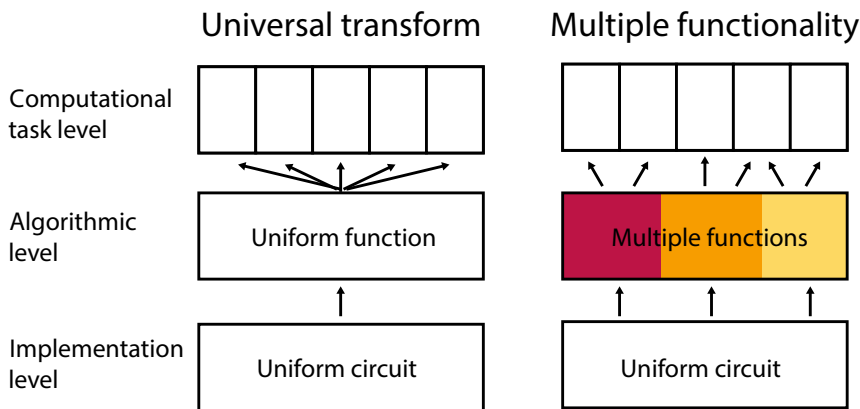 Universal transform
Multiple functionality
Computational
task level
Algorithmic
level
Uniform function
Multiple functions
Implementation
level
Uniform circuit
Uniform circuit